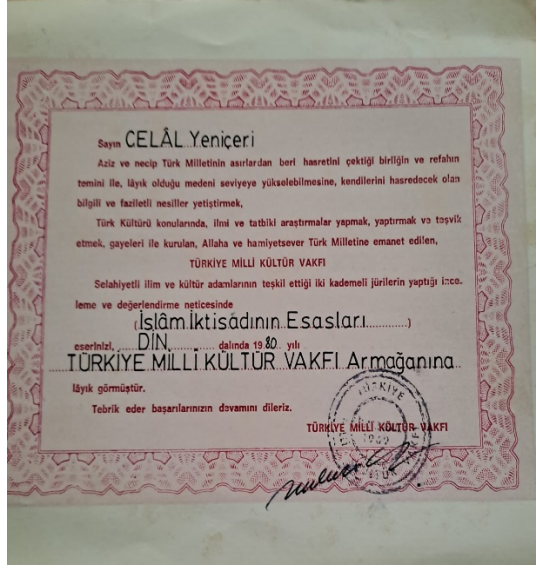 Sayın CELÂL Yeniçeri
Aziz ve necip Türk Milletinin asırlardan beri hasretini çektiği birliğin ve refahın
temini ile, lâyık olduğu medeni seviyeye yükselebilmesine, kendilerini hasredecek olan
bilgili ve faziletli nesiller yetiştirmek,
Türk Kültürü konularında, ilmi ve tatbiki araştırmalar yapmak, yaptırmak ve teşvik
etmek, gayeleri ile kurulan, Allaha ve hamiyetsever Türk Milletine emanet edilen,
TÜRKİYE MİLLİ KÜLTÜR VAKFI
Selahiyetli ilim ve kültür adamlarının teşkil ettiği iki kademeli jürilerin yaptığı ince-
leme ve değerlendirme neticesinde
(İslâm İktisâdının Esasları............)
eserinizi, DİN ............ dalında 1980 yılı
TÜRKİYE MİLLİ KÜLTÜR VAKFI Armağanına
lâyık görmüştür.
Tebrik eder başarılarınızın devamını dileriz.
TÜRKİYE MİLLİ KÜLTÜR VAKFI
TÜRKİYE